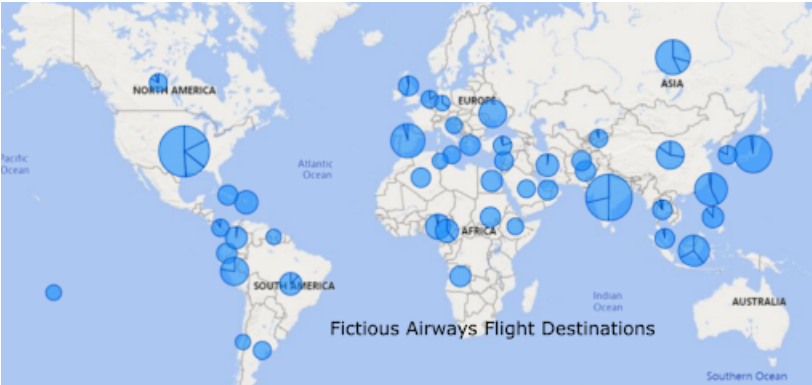 ASIA
NORTH AMERICA
EUROPE
Pacific
Ocean
Atlantic
Ocean
AFRICA
SOUTH AMERICA
Indian
Ocean
AUSTRALIA
Fictious Airways Flight Destinations
Southern Ocean